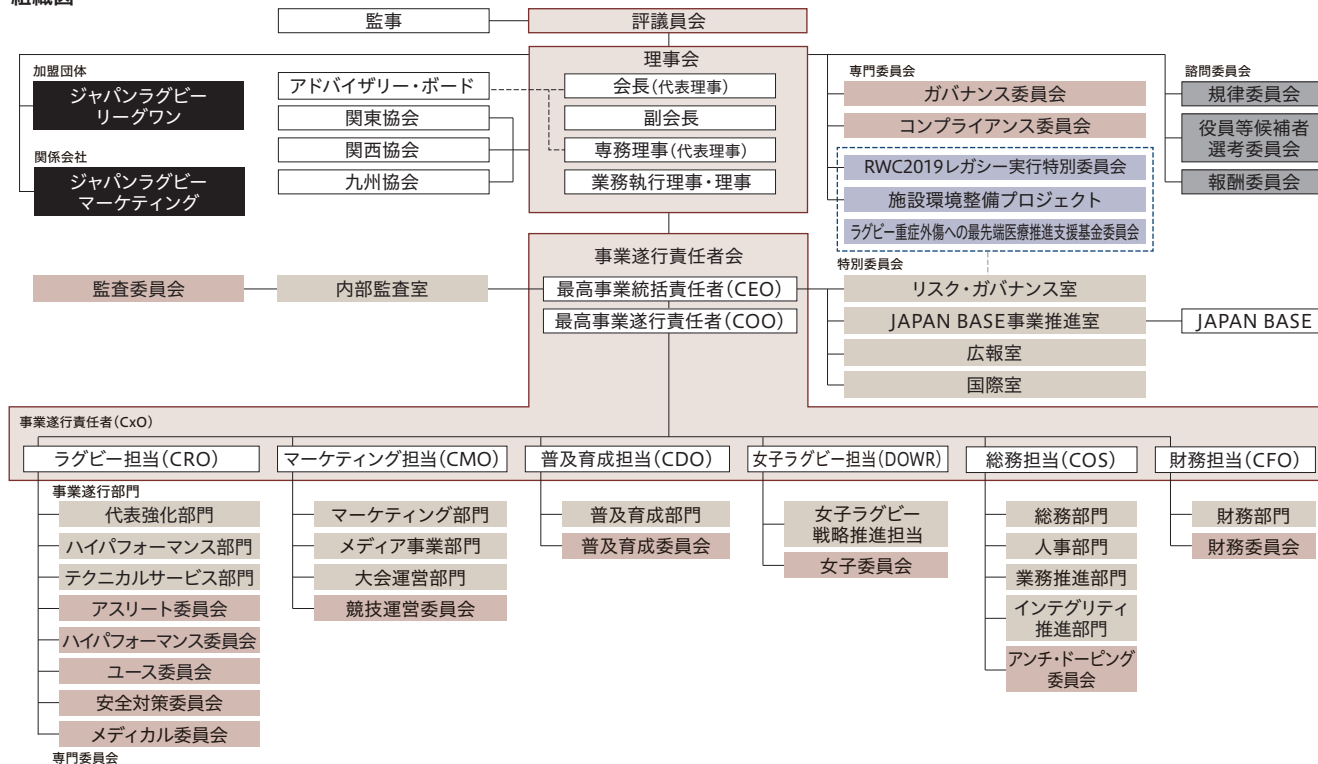 組織図
監事
評議員会
理事会
会長(代表理事)
副会長
専務理事(代表理事)
業務執行理事・理事
加盟団体
ジャパンラグビー
リーグワン
関係会社
ジャパンラグビー
マーケティング
アドバイザリー・ボード
関東協会
関西協会
九州協会
専門委員会
ガバナンス委員会
コンプライアンス委員会
RWC2019レガシー実行特別委員会
施設環境整備プロジェクト
ラグビー重症外傷への最先端医療推進支援基金委員会
特別委員会
諮問委員会
規律委員会
役員等候補者
選考委員会
報酬委員会
事業遂行責任者会
最高事業統括責任者(CEO)
最高事業遂行責任者(COO)
監査委員会
内部監査室
リスク・ガバナンス室
JAPAN BASE事業推進室
JAPAN BASE
広報室
国際室
事業遂行責任者(CxO)
ラグビー担当(CRO)
マーケティング担当(CMO)
普及育成担当(CDO)
女子ラグビー担当(DOWR)
総務担当(COS)
財務担当(CFO)
事業遂行部門
代表強化部門
ハイパフォーマンス部門
テクニカルサービス部門
アスリート委員会
ハイパフォーマンス委員会
ユース委員会
安全対策委員会
メディカル委員会
専門委員会
マーケティング部門
メディア事業部門
大会運営部門
競技運営委員会
普及育成部門
普及育成委員会
女子ラグビー
戦略推進担当
女子委員会
総務部門
人事部門
業務推進部門
インテグリティ
推進部門
アンチ・ドーピング
委員会
財務部門
財務委員会